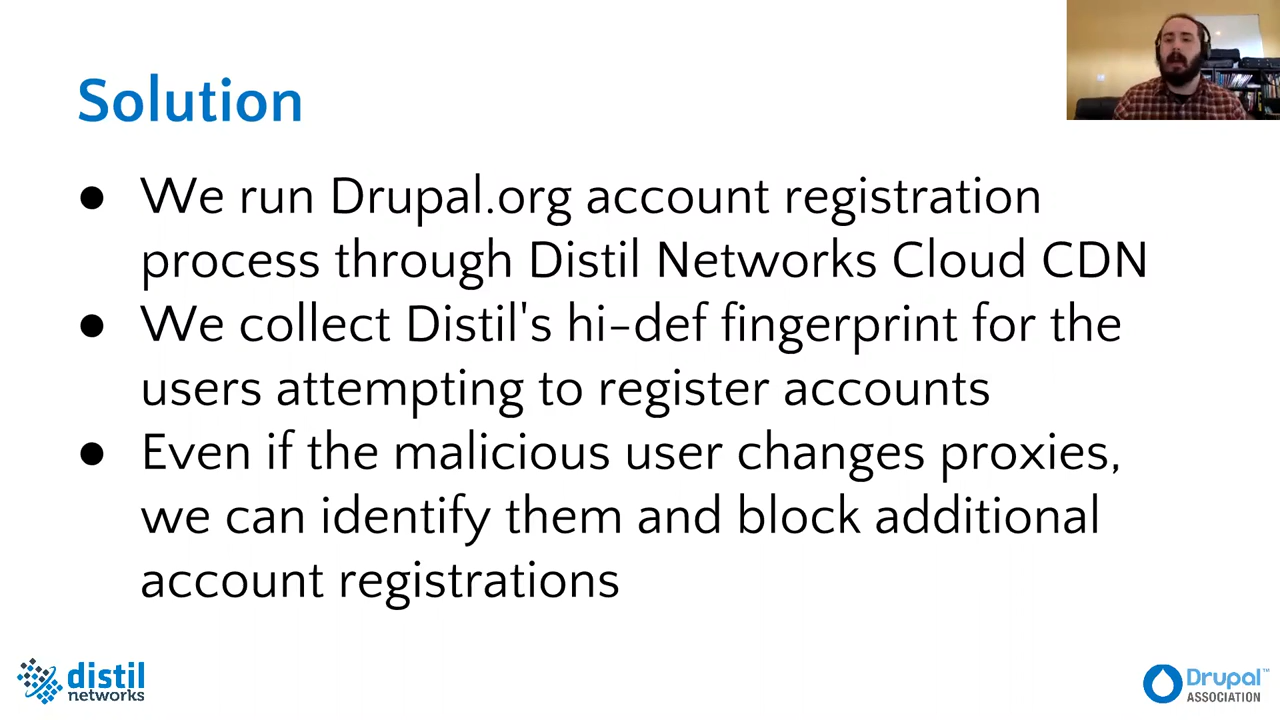 Solution
● We run Drupal.org account registration
process through Distil Networks Cloud CDN
● We collect Distil's hi-def fingerprint for the
users attempting to register accounts
● Even if the malicious user changes proxies,
we can identify them and block additional
account registrations
distil
networks
Drupal™
ASSOCIATION